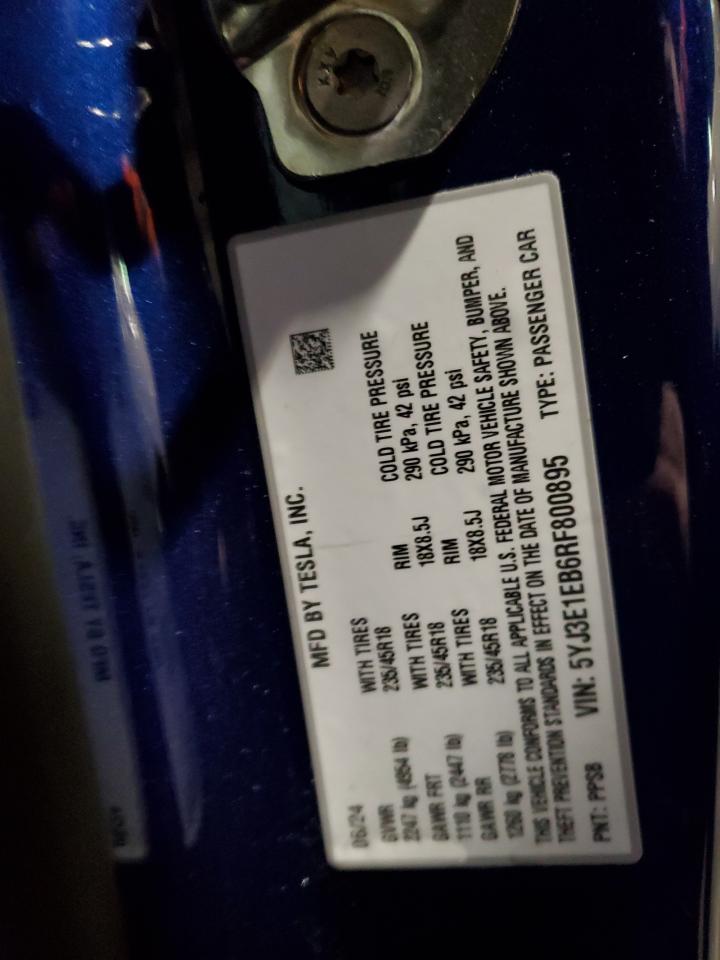 MFD BY TESLA, INC.
06/24
GVWR WITH TIRES RIM COLD TIRE PRESSURE
2247 kg (4954 lb) 235/45R18 18X8.5J 290 kPa, 42 psi
GAWR FRT WITH TIRES RIM COLD TIRE PRESSURE
1110 kg (2447 lb) 235/45R18 18X8.5J 290 kPa, 42 psi
GAWR RR WITH TIRES
1260 kg (2778 lb) 235/45R18
THIS VEHICLE CONFORMS TO ALL APPLICABLE U.S. FEDERAL MOTOR VEHICLE SAFETY, BUMPER, AND
THEFT PREVENTION STANDARDS IN EFFECT ON THE DATE OF MANUFACTURE SHOWN ABOVE.
PNT: PPSB VIN: 5YJ3E1EB6RF800895 TYPE: PASSENGER CAR